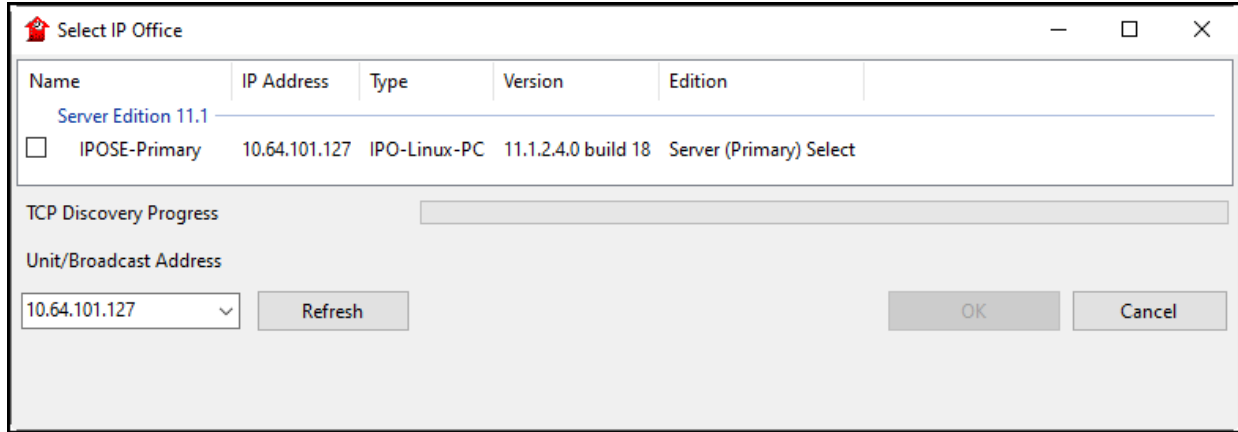 Select IP Office
Name IP Address Type Version Edition
Server Edition 11.1
IPOSE-Primary 10.64.101.127 IPO-Linux-PC 11.1.2.4.0 build 18 Server (Primary) Select
TCP Discovery Progress
Unit/Broadcast Address
10.64.101.127 Refresh OK Cancel